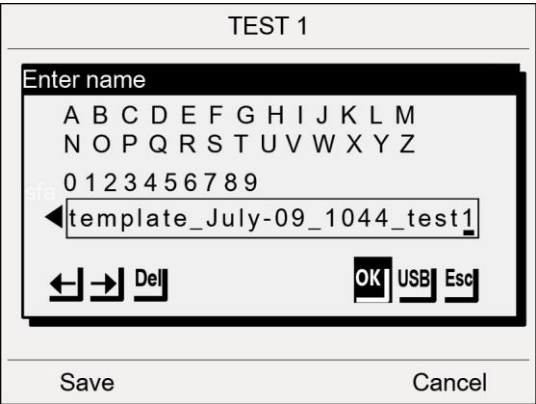 TEST 1
Enter name
A B C D E F G H I J K L M
N O P Q R S T U V W X Y Z
0 1 2 3 4 5 6 7 8 9
sfa
template_July-09_1044_test1
Del OK USB Esc
Save Cancel